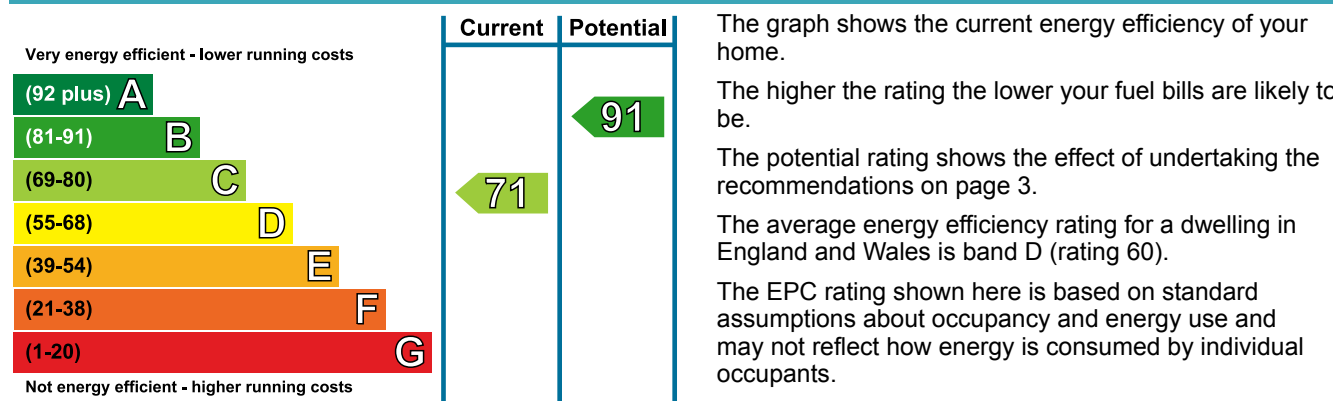 Current Potential
Very energy efficient - lower running costs
(92 plus) A
(81-91) B
(69-80) C
(55-68) D
(39-54) E
(21-38) F
(1-20) G
Not energy efficient - higher running costs
71
91
The graph shows the current energy efficiency of your
home.
The higher the rating the lower your fuel bills are likely to
be.
The potential rating shows the effect of undertaking the
recommendations on page 3.
The average energy efficiency rating for a dwelling in
England and Wales is band D (rating 60).
The EPC rating shown here is based on standard
assumptions about occupancy and energy use and
may not reflect how energy is consumed by individual
occupants.